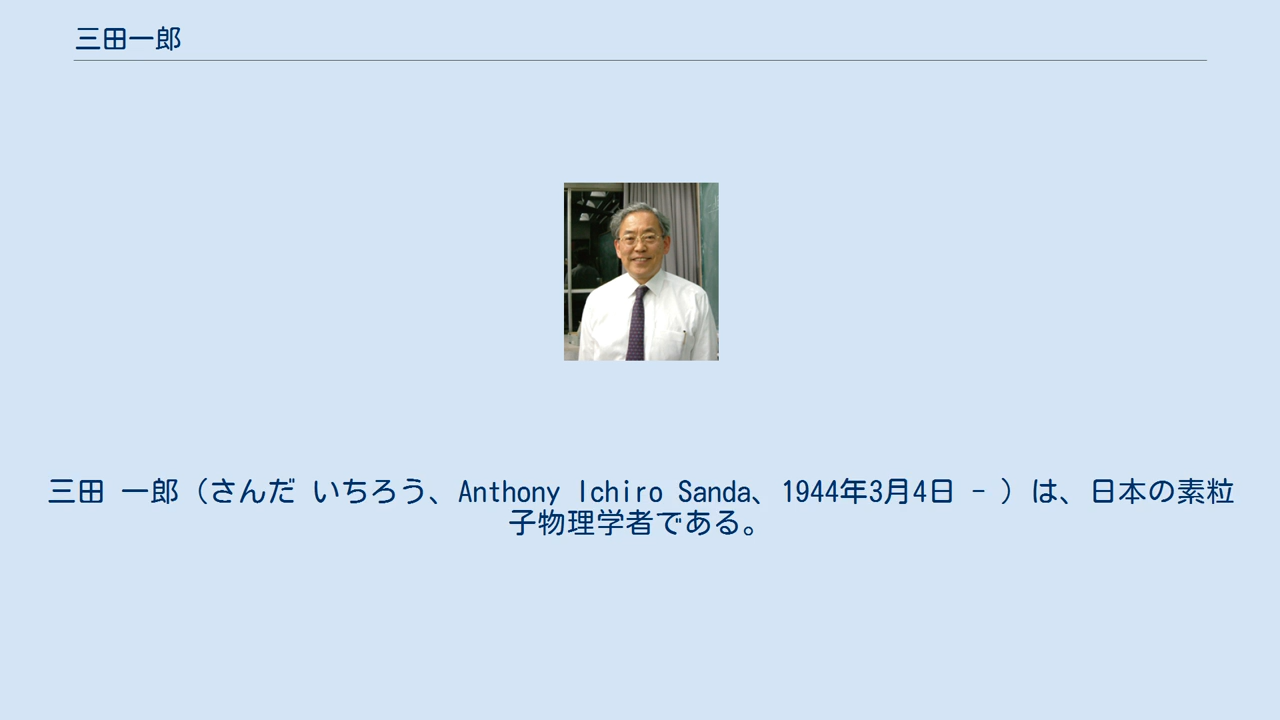 三田一郎
三田 一郎（さんだ いちろう、Anthony Ichiro Sanda、1944年3月4日 - ）は、日本の素粒
子物理学者である。